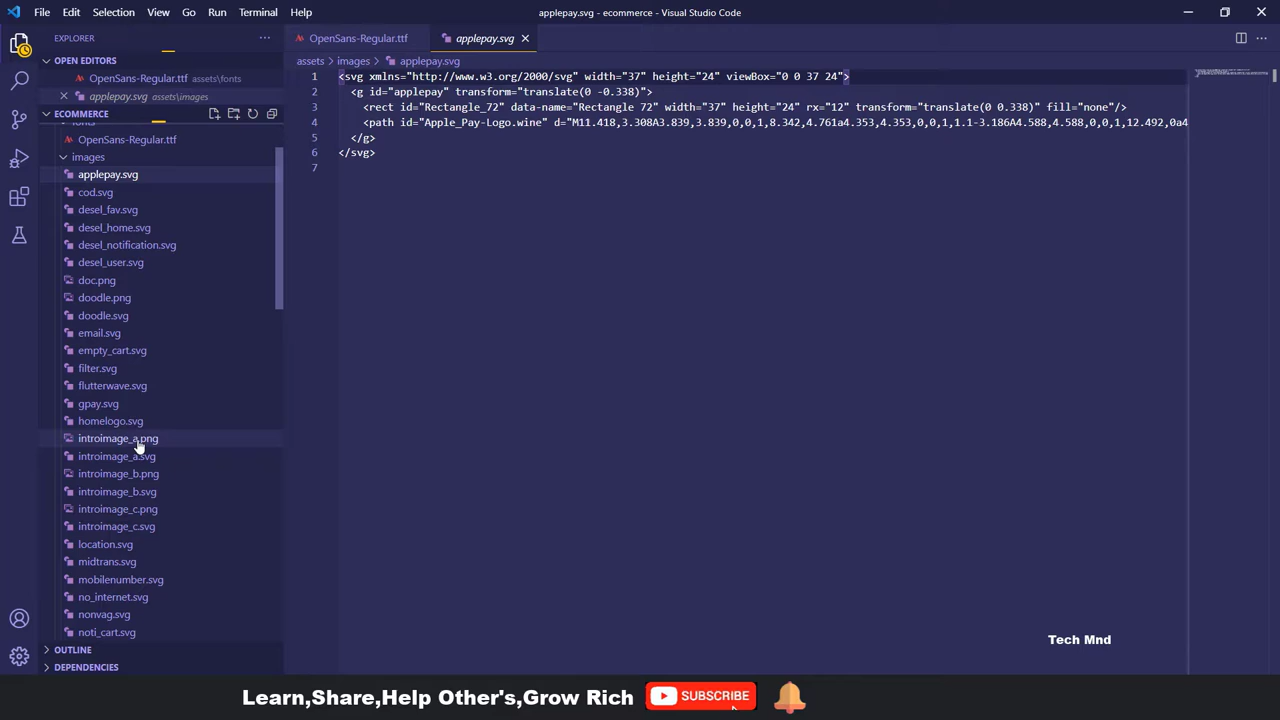 File Edit Selection View Go Run Terminal Help applepay.svg - ecommerce - Visual Studio Code
EXPLORER
OpenSans-Regular.ttf applepay.svg
OPEN EDITORS
assets images applepay.svg
OpenSans-Regular.ttf assets\fonts
applepay.svg assets\images
ECOMMERCE
OpenSans-Regular.ttf
images
applepay.svg
cod.svg
desel_fav.svg
desel_home.svg
desel_notification.svg
desel_user.svg
doc.png
doodle.png
doodle.svg
email.svg
empty_cart.svg
filter.svg
flutterwave.svg
gpay.svg
homelogo.svg
introimage_a.png
introimage_a.svg
introimage_b.png
introimage_b.svg
introimage_c.png
introimage_c.svg
location.svg
midtrans.svg
mobilenumber.svg
no_internet.svg
nonvag.svg
noti_cart.svg
OUTLINE
DEPENDENCIES
1 <svg xmlns="http://www.w3.org/2000/svg" width="37" height="24" viewBox="0 0 37 24">
2 <g id="applepay" transform="translate(0 -0.338)">
3 <rect id="Rectangle_72" data-name="Rectangle 72" width="37" height="24" rx="12" transform="translate(0 0.338)" fill="none"/>
4 <path id="Apple_Pay-Logo.wine" d="M11.418,3.308A3.839,3.839,0,0,1,8.342,4.761a4.353,4.353,0,0,1,1.1-3.186A4.588,4.588,0,0,1,12.492,0a4
5 </g>
6 </svg>
7
Tech Mnd
Learn,Share,Help Other's,Grow Rich SUBSCRIBE